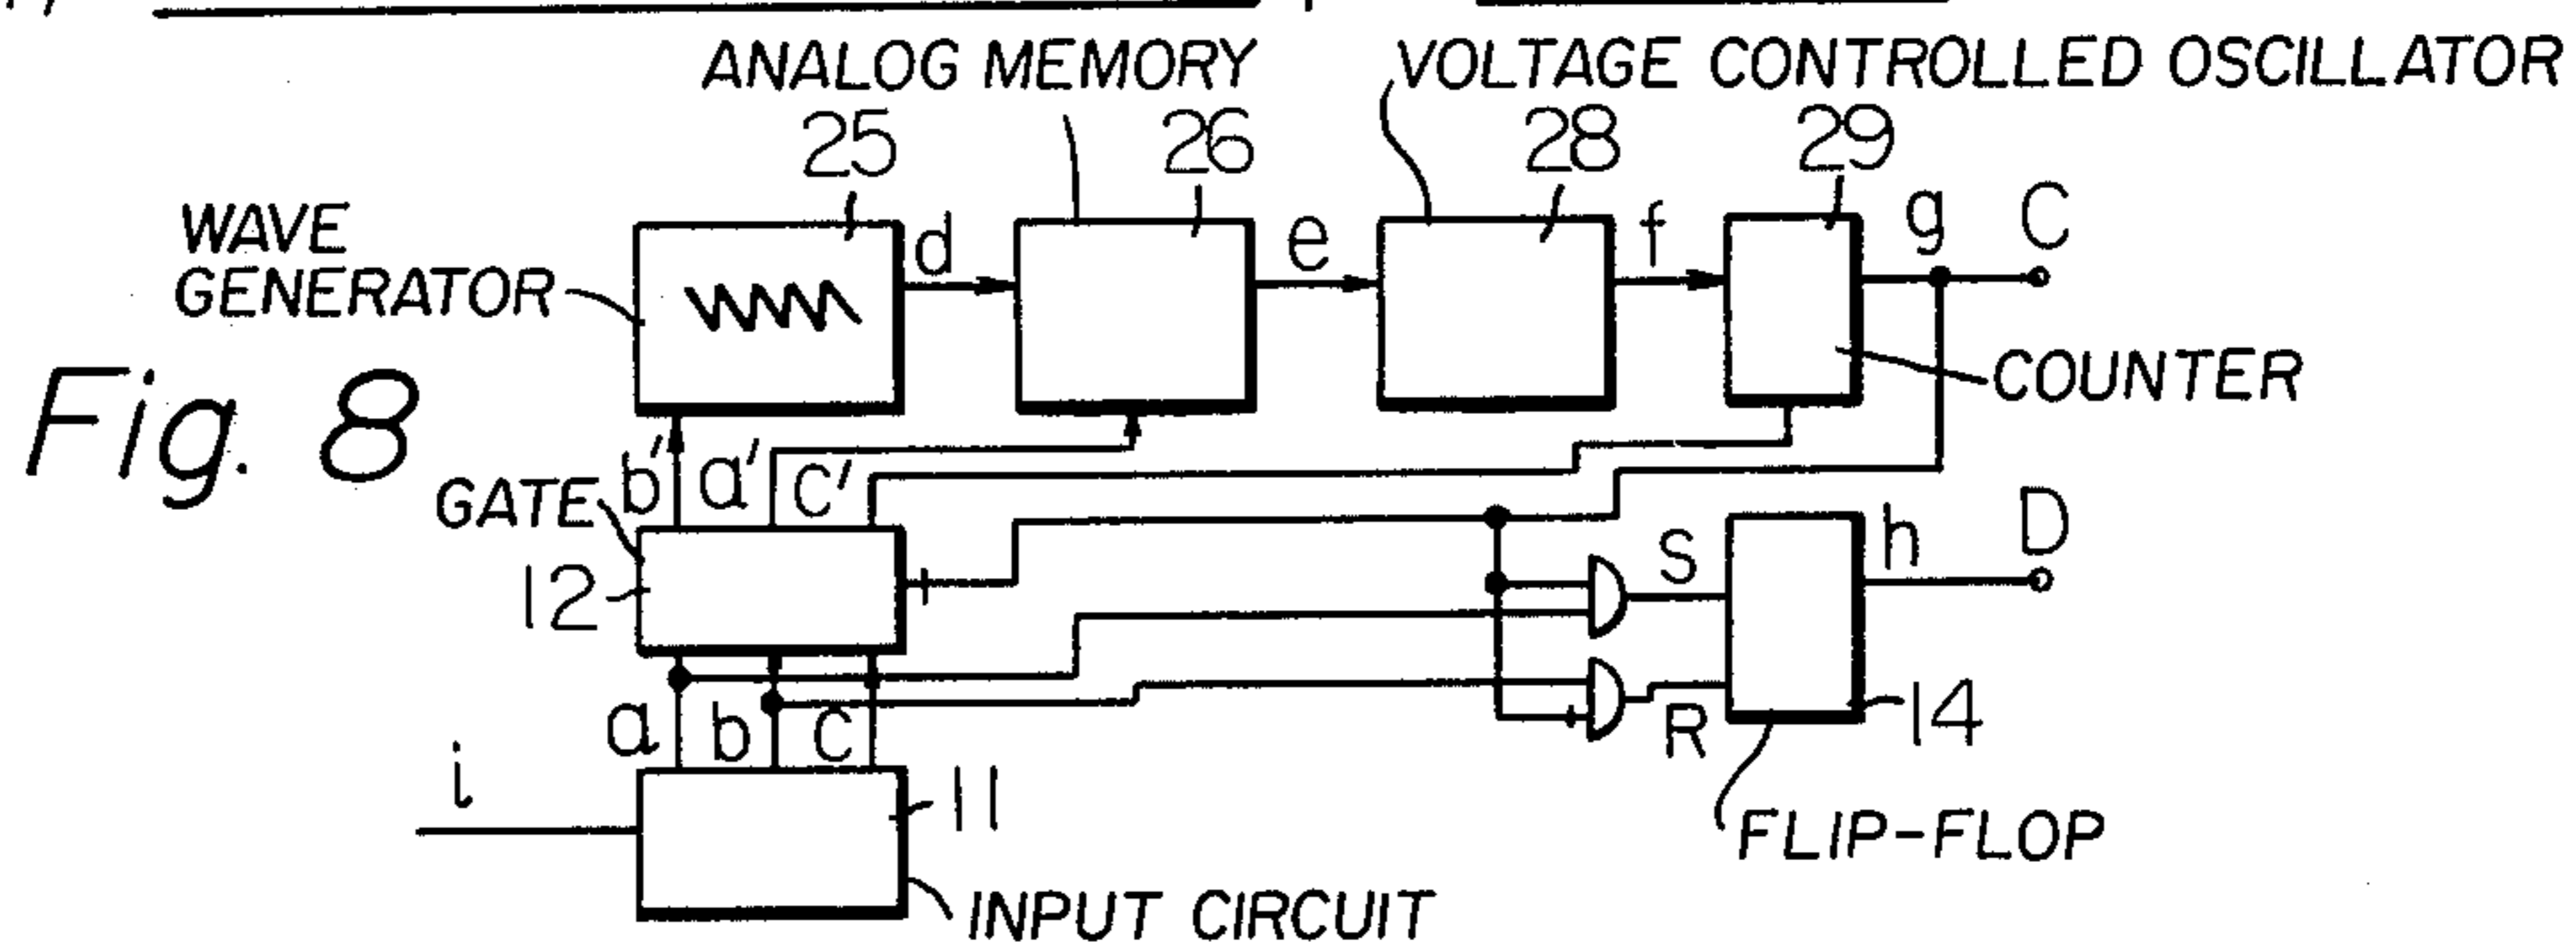 ANALOG MEMORY
VOLTAGE CONTROLLED OSCILLATOR
25
26
28
29
WAVE
GENERATOR
d
e
f
g
C
COUNTER
Fig. 8
GATE
b'
a'
c'
12
S
h
D
a
b
c
R
14
i
11
FLIP-FLOP
INPUT CIRCUIT